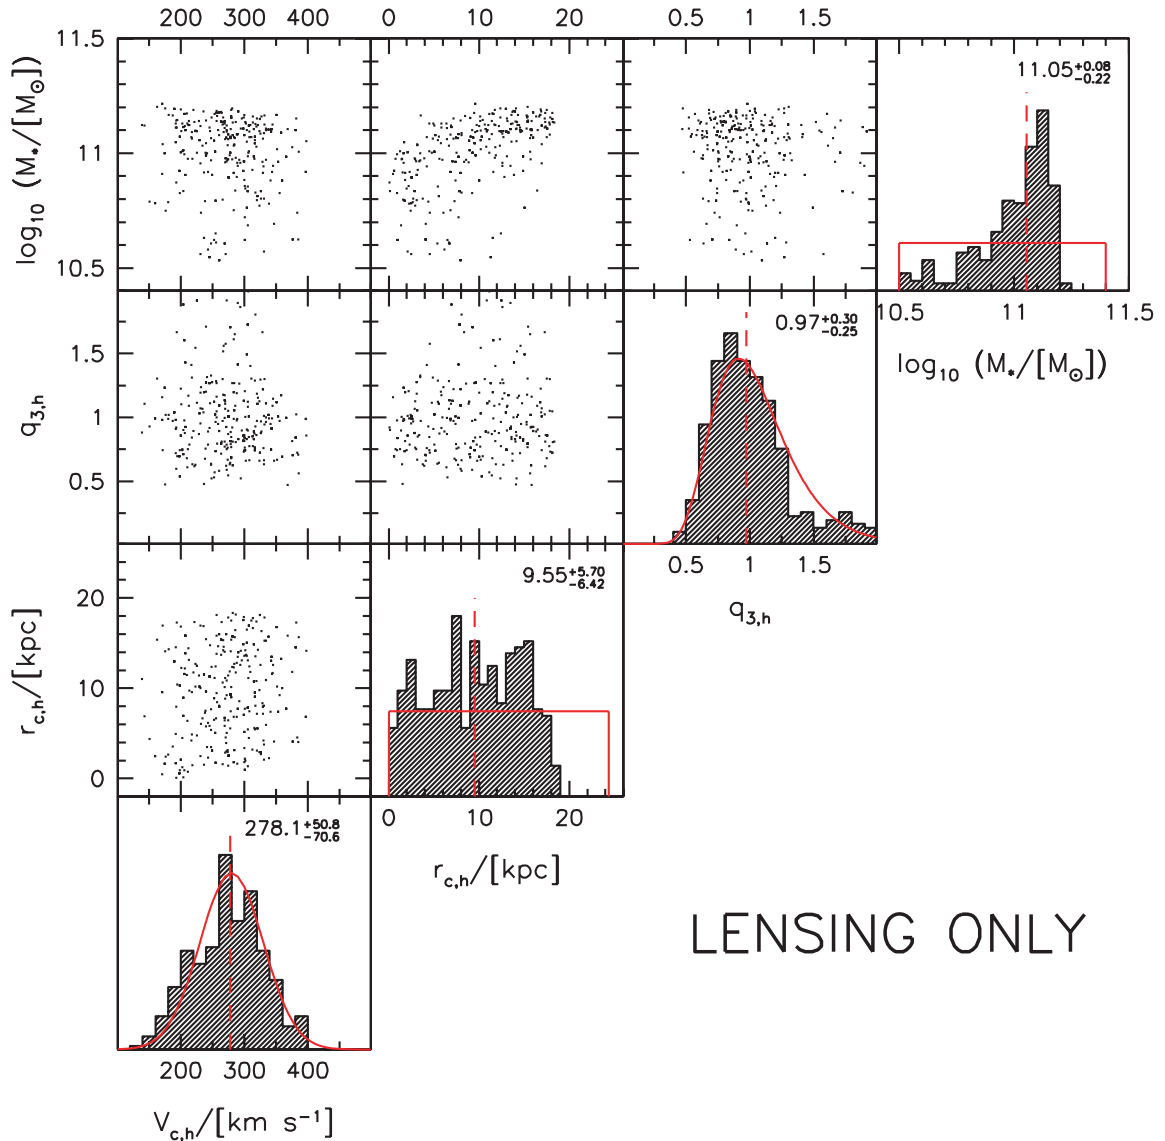 200 300 400 0 10 20 0.5 1 1.5
11.5
11
10.5
log₁₀ (M*/[M⊙])
11.05+0.08−0.22
10.5 11 11.5
log₁₀ (M*/[M⊙])
1.5
1
0.5
q₃,ₕ
0.97+0.30−0.25
0.5 1 1.5
q₃,ₕ
20
10
0
r_c,h/[kpc]
9.55+5.70−6.42
0 10 20
r_c,h/[kpc]
278.1+50.8−70.6
200 300 400
V_c,h/[km s⁻¹]
LENSING ONLY